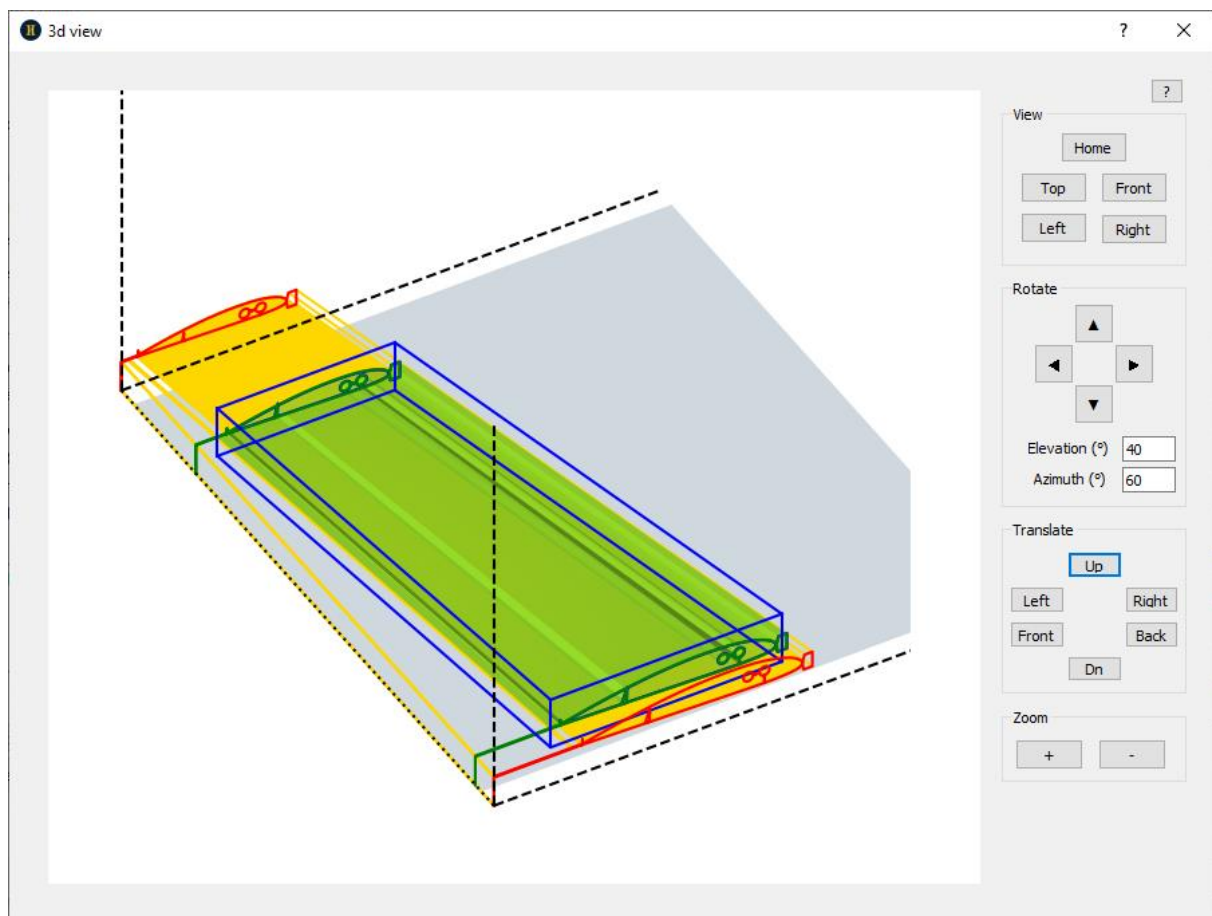 3d view
?
?
View
Home
Top Front
Left Right
Rotate
▲
◄ ►
▼
Elevation (°) 40
Azimuth (°) 60
Translate
Up
Left Right
Front Back
Dn
Zoom
+ -